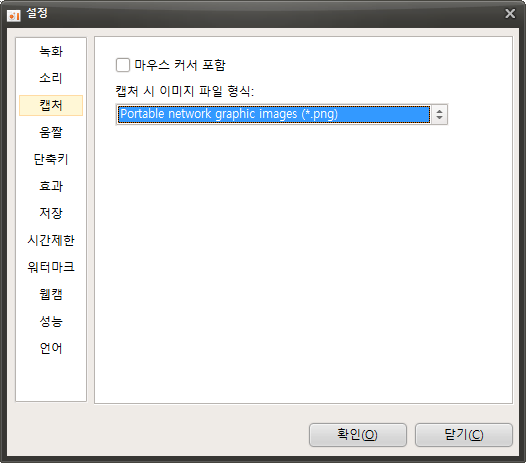 설정
녹화
소리
캡처
움짤
단축키
효과
저장
시간제한
워터마크
웹캠
성능
언어
마우스 커서 포함
캡처 시 이미지 파일 형식:
Portable network graphic images (*.png)
확인(O)
닫기(C)